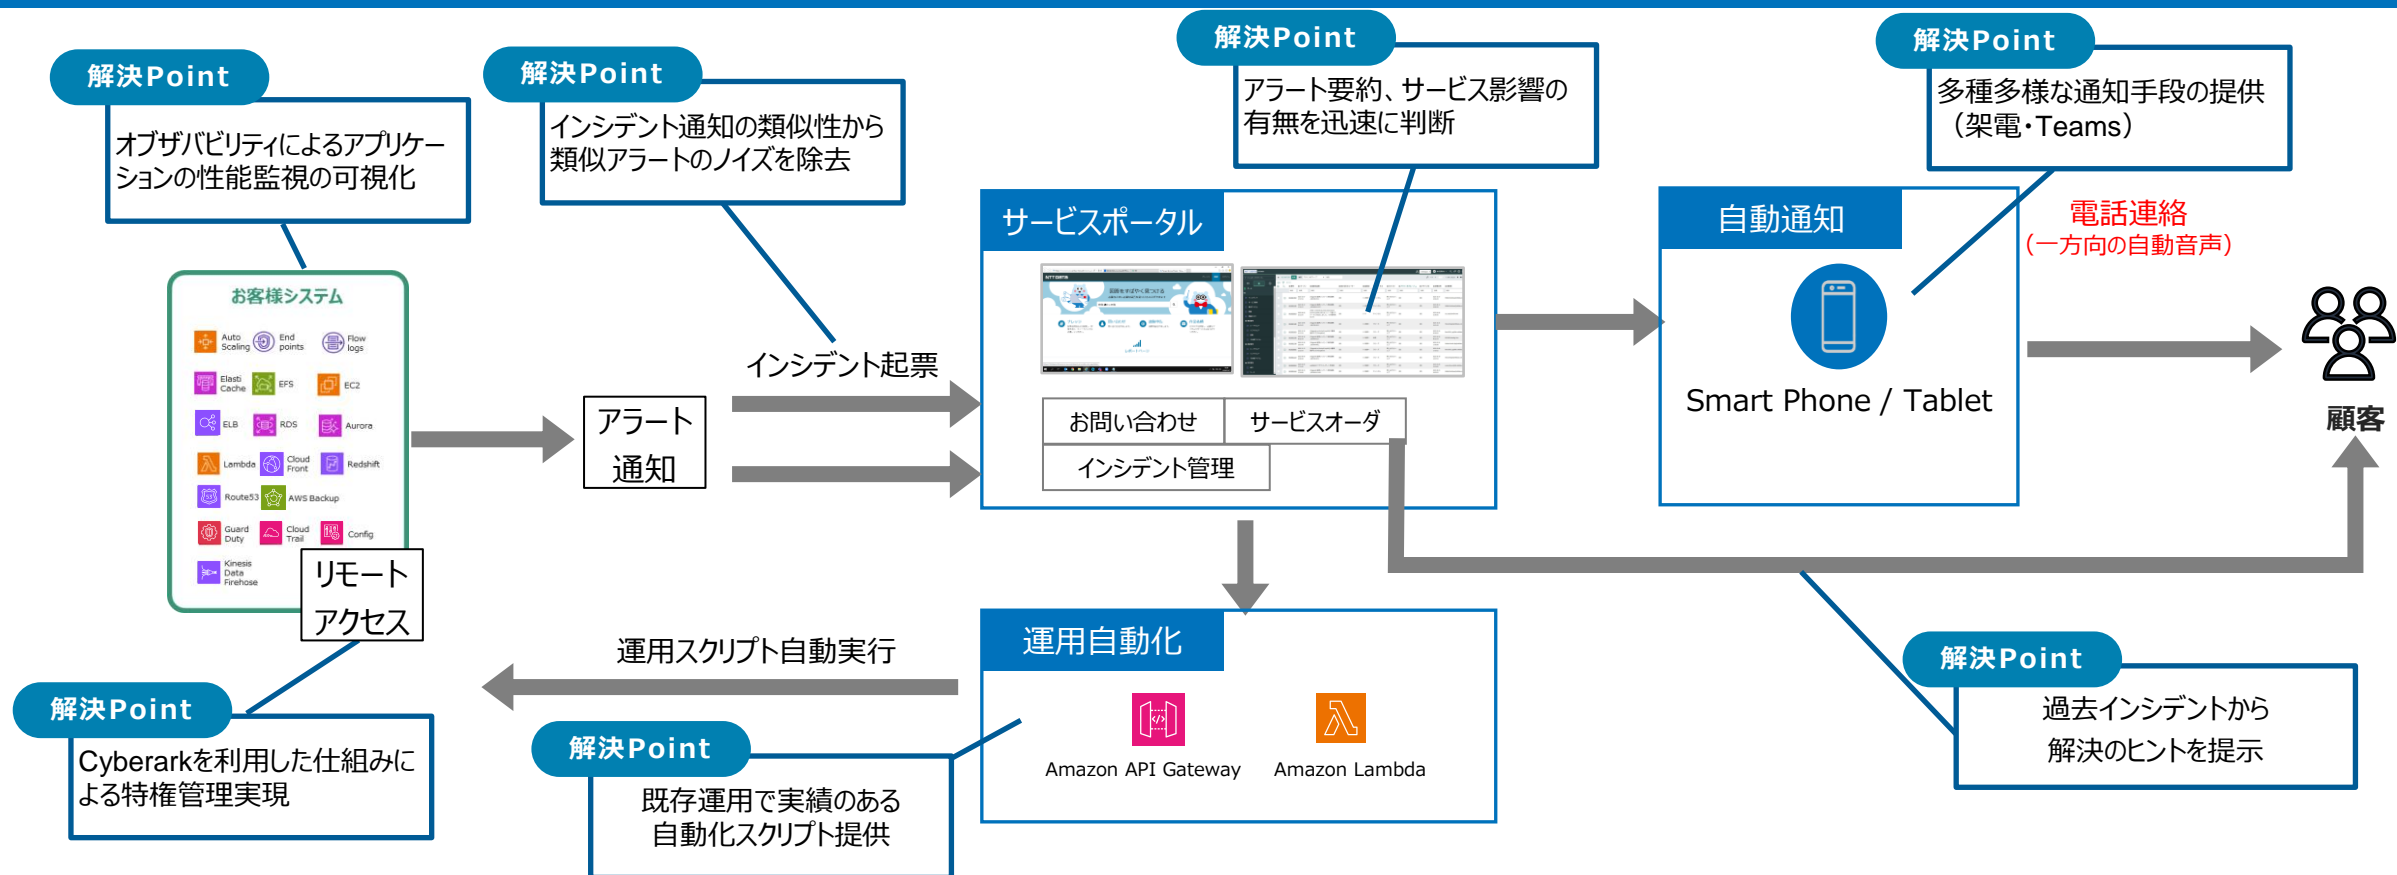 解決Point
オブザバビリティによるアプリケー
ションの性能監視の可視化
解決Point
インシデント通知の類似性から
類似アラートのノイズを除去
解決Point
アラート要約、サービス影響の
有無を迅速に判断
解決Point
多種多様な通知手段の提供
（架電・Teams）
お客様システム
Auto
Scaling
End
points
Flow
logs
Elasti
Cache
EFS
EC2
ELB
RDS
Aurora
Lambda
Cloud
Front
Redshift
Route53
AWS Backup
Guard
Duty
Cloud
Trail
Config
Kinesis
Data
Firehose
リモート
アクセス
アラート
通知
インシデント起票
サービスポータル
お問い合わせ
サービスオーダ
インシデント管理
自動通知
Smart Phone / Tablet
電話連絡
（一方向の自動音声）
顧客
運用スクリプト自動実行
運用自動化
Amazon API Gateway
Amazon Lambda
解決Point
Cyberarkを利用した仕組みに
よる特権管理実現
解決Point
既存運用で実績のある
自動化スクリプト提供
解決Point
過去インシデントから
解決のヒントを提示